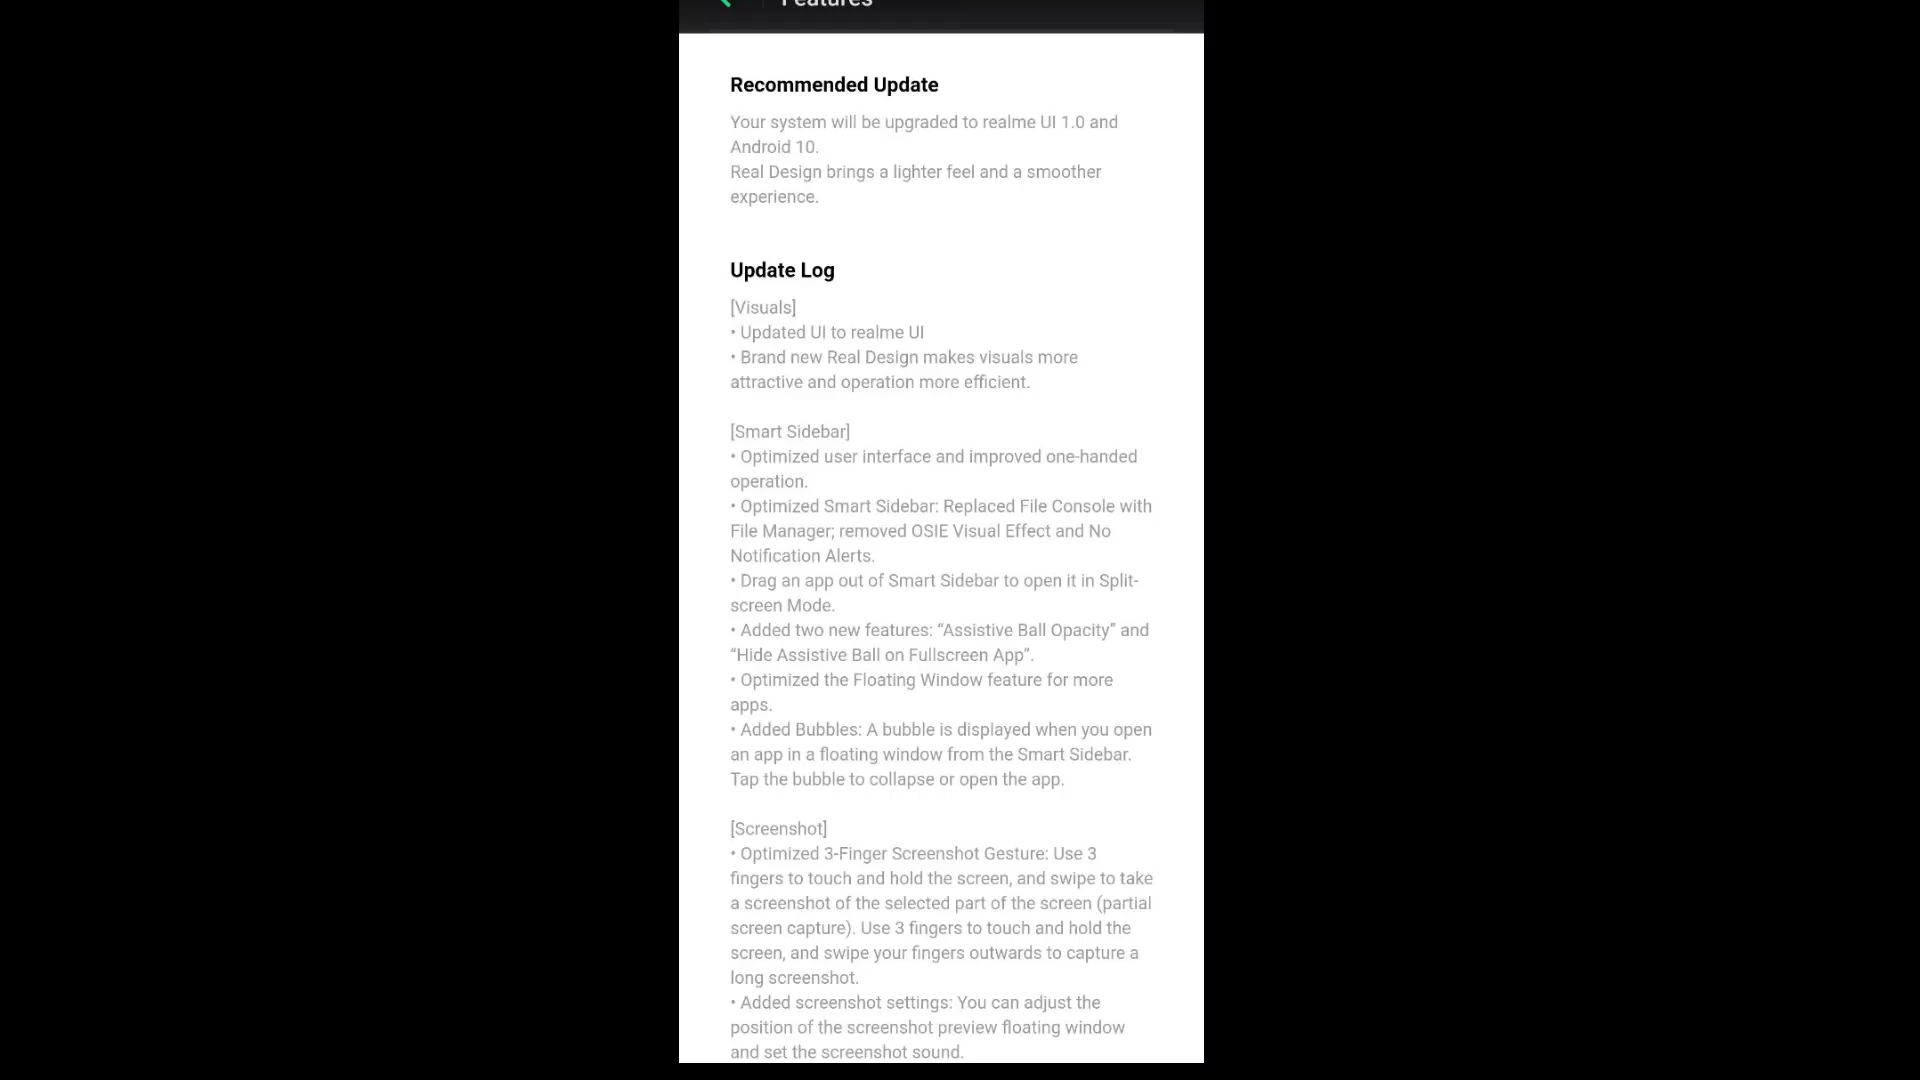 Features
Recommended Update
Your system will be upgraded to realme UI 1.0 and
Android 10.
Real Design brings a lighter feel and a smoother
experience.
Update Log
[Visuals]
• Updated UI to realme UI
• Brand new Real Design makes visuals more
attractive and operation more efficient.
[Smart Sidebar]
• Optimized user interface and improved one-handed
operation.
• Optimized Smart Sidebar: Replaced File Console with
File Manager; removed OSIE Visual Effect and No
Notification Alerts.
• Drag an app out of Smart Sidebar to open it in Split-
screen Mode.
• Added two new features: “Assistive Ball Opacity” and
“Hide Assistive Ball on Fullscreen App”.
• Optimized the Floating Window feature for more
apps.
• Added Bubbles: A bubble is displayed when you open
an app in a floating window from the Smart Sidebar.
Tap the bubble to collapse or open the app.
[Screenshot]
• Optimized 3-Finger Screenshot Gesture: Use 3
fingers to touch and hold the screen, and swipe to take
a screenshot of the selected part of the screen (partial
screen capture). Use 3 fingers to touch and hold the
screen, and swipe your fingers outwards to capture a
long screenshot.
• Added screenshot settings: You can adjust the
position of the screenshot preview floating window
and set the screenshot sound.